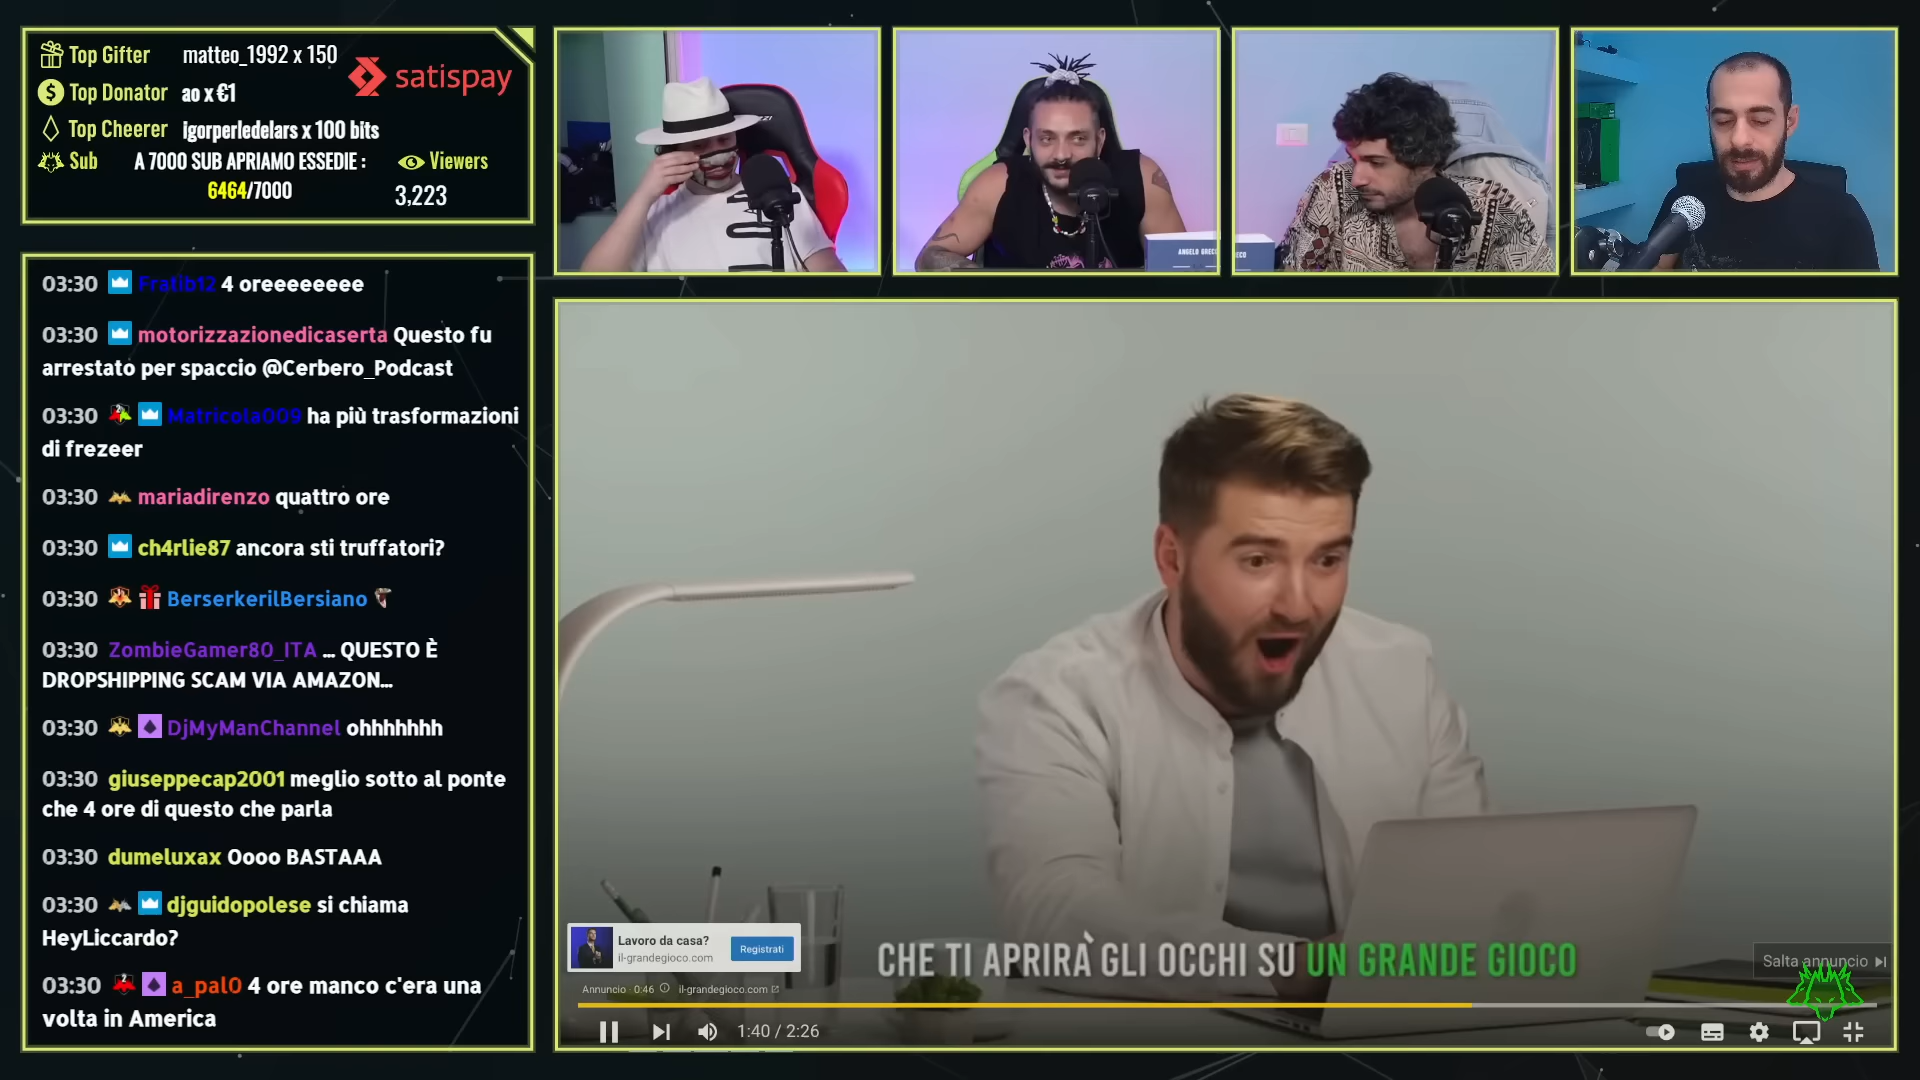 Top Gifter matteo_1992 x 150
satispay
Top Donator ao x €1
Top Cheerer Igorperledelars x 100 bits
Sub A 7000 SUB APRIAMO ESSEDIE :
6464/7000
Viewers
3,223
03:30 Fratib12 4 oreeeeeeee
03:30 motorizzazionedicaserta Questo fu
arrestato per spaccio @Cerbero_Podcast
03:30 Matricola009 ha più trasformazioni
di frezeer
03:30 mariadirenzo quattro ore
03:30 ch4rlie87 ancora sti truffatori?
03:30 BerserkerilBersiano
03:30 ZombieGamer80_ITA ... QUESTO È
DROPSHIPPING SCAM VIA AMAZON...
03:30 DjMyManChannel ohhhhhhh
03:30 giuseppecap2001 meglio sotto al ponte
che 4 ore di questo che parla
03:30 dumeluxax Oooo BASTAAA
03:30 djguidopolese si chiama
HeyLiccardo?
03:30 a_pal0 4 ore manco c'era una
volta in America
ANGELO GRECO
Lavoro da casa?
il-grandegioco.com
Registrati
CHE TI APRIRÀ GLI OCCHI SU UN GRANDE GIOCO
Salta annuncio
Annuncio · 0:46 il-grandegioco.com
1:40 / 2:26